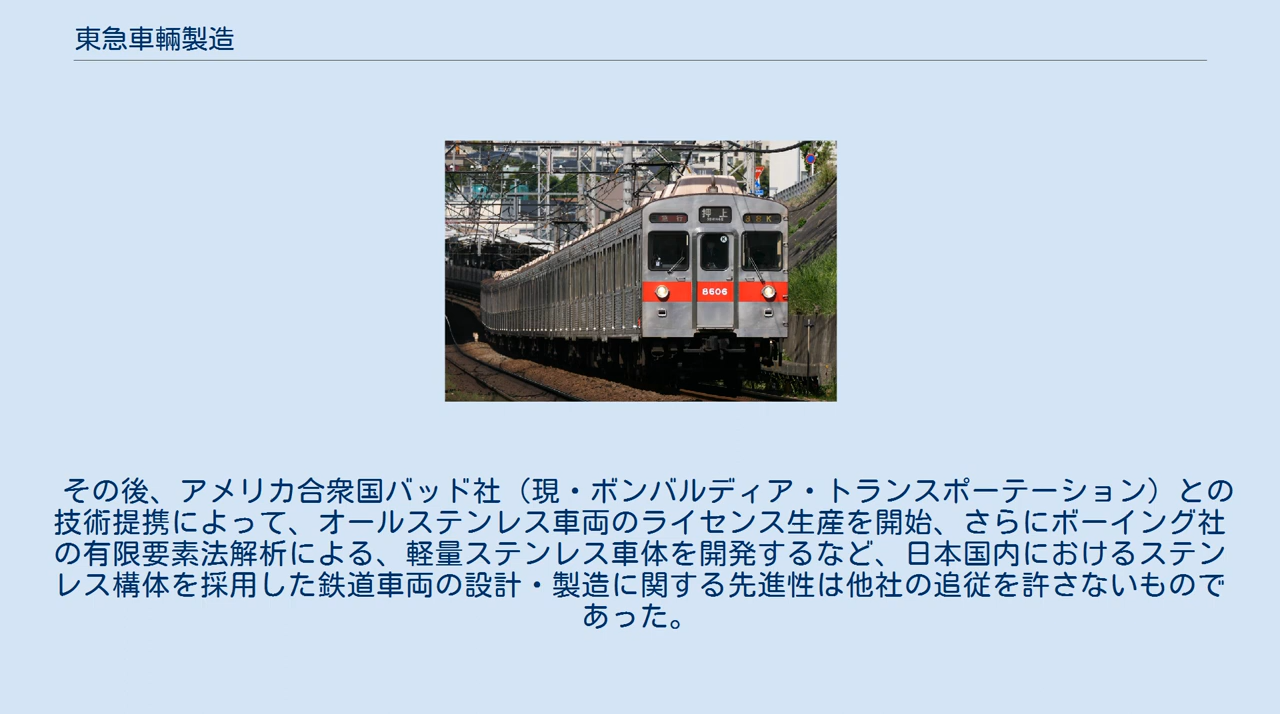 東急車輛製造
急行
押上
K
8606
その後、アメリカ合衆国バッド社（現・ボンバルディア・トランスポーテーション）との
技術提携によって、オールステンレス車両のライセンス生産を開始、さらにボーイング社
の有限要素法解析による、軽量ステンレス車体を開発するなど、日本国内におけるステン
レス構体を採用した鉄道車両の設計・製造に関する先進性は他社の追従を許さないもので
あった。